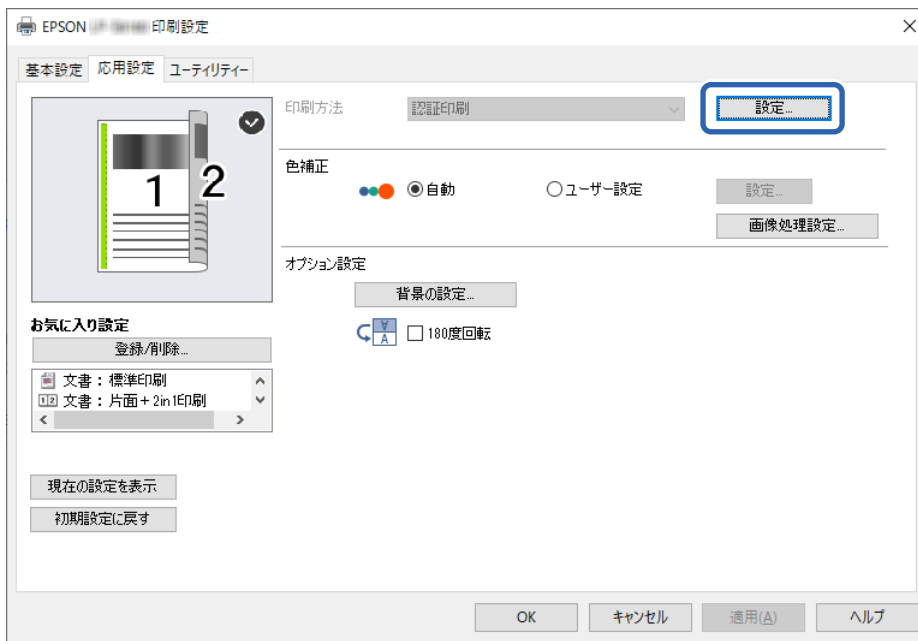 EPSON 印刷設定
基本設定 応用設定 ユーティリティー
印刷方法 認証印刷 設定...
色補正
自動 ユーザー設定 設定...
画像処理設定...
オプション設定
背景の設定...
180度回転
A
A
1 2
お気に入り設定
登録/削除...
文書：標準印刷
12 文書：片面＋2in1印刷
現在の設定を表示
初期設定に戻す
OK キャンセル 適用(A) ヘルプ